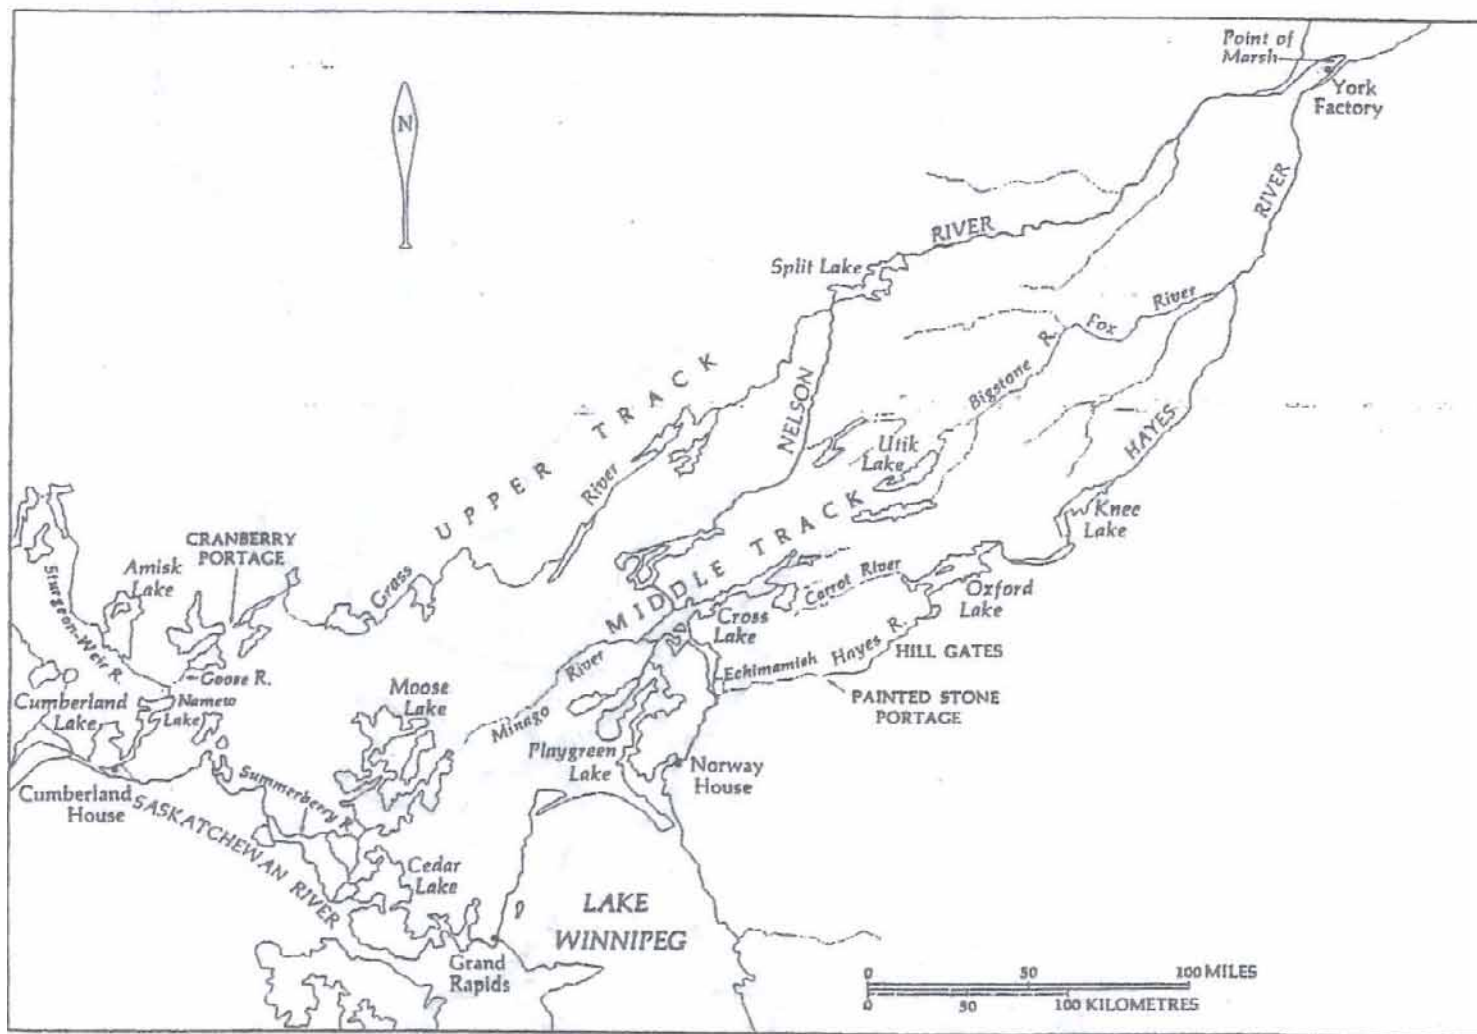 Point of
Marsh
York
Factory
N
RIVER
RIVER
Split Lake
Fox
River
Bigstone R.
UPPER TRACK
NELSON
HAYES
Utik
Lake
River
Knee
Lake
CRANBERRY
PORTAGE
MIDDLE TRACK
Amisk
Lake
Grass
Sturgeon-Weir R.
Carrot River
Oxford
Lake
Cross
Lake
River
Echimamish
Hayes R.
HILL GATES
Goose R.
Moose
Lake
Cumberland
Lake
Namew
Lake
Minago
PAINTED STONE
PORTAGE
Playgreen
Lake
Norway
House
Summerberry R.
Cumberland
House
SASKATCHEWAN RIVER
Cedar
Lake
LAKE
WINNIPEG
Grand
Rapids
0 50 100 MILES
0 50 100 KILOMETRES